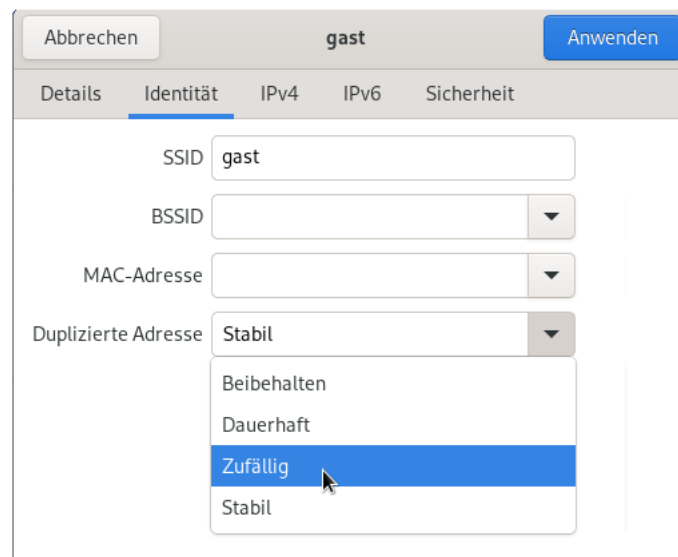 Abbrechen gast Anwenden
Details Identität IPv4 IPv6 Sicherheit
SSID gast
BSSID
MAC-Adresse
Duplizierte Adresse Stabil
Beibehalten
Dauerhaft
Zufällig
Stabil